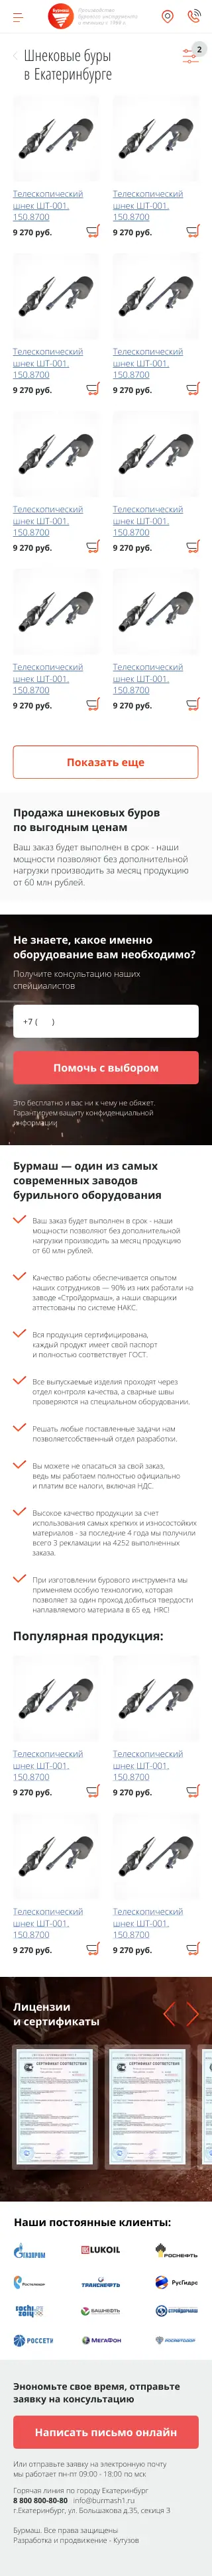 бурмаш
Производство
бурового инструмента
и техники с 1999 г.
2
Шнековые буры
в Екатеринбурге
Телескопический
шнек ШТ-001.
150.8700
9 270 руб.
Телескопический
шнек ШТ-001.
150.8700
9 270 руб.
Телескопический
шнек ШТ-001.
150.8700
9 270 руб.
Телескопический
шнек ШТ-001.
150.8700
9 270 руб.
Телескопический
шнек ШТ-001.
150.8700
9 270 руб.
Телескопический
шнек ШТ-001.
150.8700
9 270 руб.
Телескопический
шнек ШТ-001.
150.8700
9 270 руб.
Телескопический
шнек ШТ-001.
150.8700
9 270 руб.
Показать еще
Продажа шнековых буров
по выгодным ценам
Ваш заказ будет выполнен в срок - наши
мощности позволяют без дополнительной
нагрузки производить за месяц продукцию
от 60 млн рублей.
Не знаете, какое именно
оборудование вам необходимо?
Получите консультацию наших
спейциалистов
+7 ( )
Помочь с выбором
Это бесплатно и вас ни к чему не обяжет.
Гарантируем защиту конфиденциальной
информации
Бурмаш — один из самых
современных заводов
бурильного оборудования
Ваш заказ будет выполнен в срок - наши
мощности позволяют без дополнительной
нагрузки производить за месяц продукцию
от 60 млн рублей.
Качество работы обеспечивается опытом
наших сотрудников — 90% из них работали на
заводе «Стройдормаш», а наши сварщики
аттестованы по системе НАКС.
Вся продукция сертифицирована,
каждый продукт имеет свой паспорт
и полностью соответствует ГОСТ.
Все выпускаемые изделия проходят через
отдел контроля качества, а сварные швы
проверяются на специальном оборудовании.
Решать любые поставленные задачи нам
позволяетсобственный отдел разработки.
Вы можете не опасаться за свой заказ,
ведь мы работаем полностью официально
и платим все налоги, включая НДС.
Высокое качество продукции за счет
использования самых крепких и износостойких
материалов - за последние 4 года мы получили
всего 3 рекламации на 4252 выполненных
заказа.
При изготовлении бурового инструмента мы
применяем особую технологию, которая
позволяет за один проход добиться твердости
наплавляемого материала в 65 ед. HRC!
Популярная продукция:
Телескопический
шнек ШТ-001.
150.8700
9 270 руб.
Телескопический
шнек ШТ-001.
150.8700
9 270 руб.
Телескопический
шнек ШТ-001.
150.8700
9 270 руб.
Телескопический
шнек ШТ-001.
150.8700
9 270 руб.
Лицензии
и сертификаты
СЕРТИФИКАТ СООТВЕТСТВИЯ
СЕРТИФИКАТ СООТВЕТСТВИЯ
Наши постоянные клиенты:
ГАЗПРОМ
LUKOIL
РОСНЕФТЬ
Ростелеком
ТРАНСНЕФТЬ
РусГидро
sochi
2014
БАШНЕФТЬ
РОССЕТИ
МЕГАФОН
Экономьте свое время, отправьте
заявку на консультацию
Написать письмо онлайн
Или отправьте заявку на электронную почту
мы работает пн-пт 09:00 - 18:00 по мск
Горячая линия по городу Екатеринбург
8 800 800-80-80 info@burmash1.ru
г.Екатеринбург, ул. Большакова д.35, секция 3
Бурмаш. Все права защищены
Разработка и продвижение - Кутузов